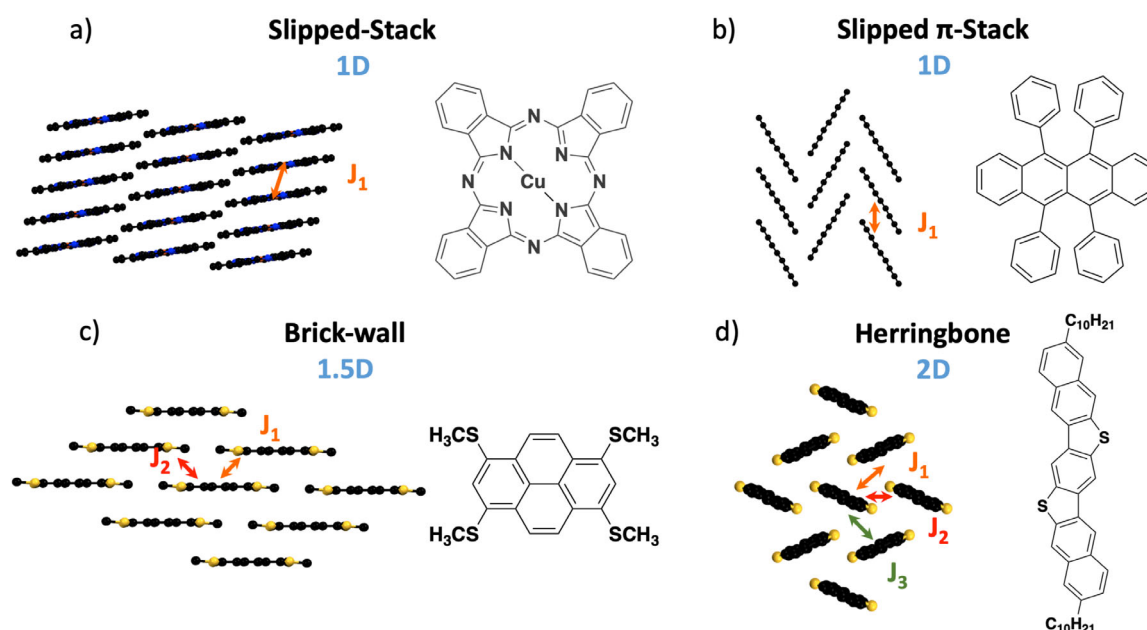 a) Slipped-Stack
1D
J1
N
N
N
N
N
Cu
N
N
N
b) Slipped π-Stack
1D
J1
c) Brick-wall
1.5D
J1
J2
H3CS SCH3
H3CS SCH3
d) Herringbone
2D
J1
J2
J3
C10H21
S
S
C10H21